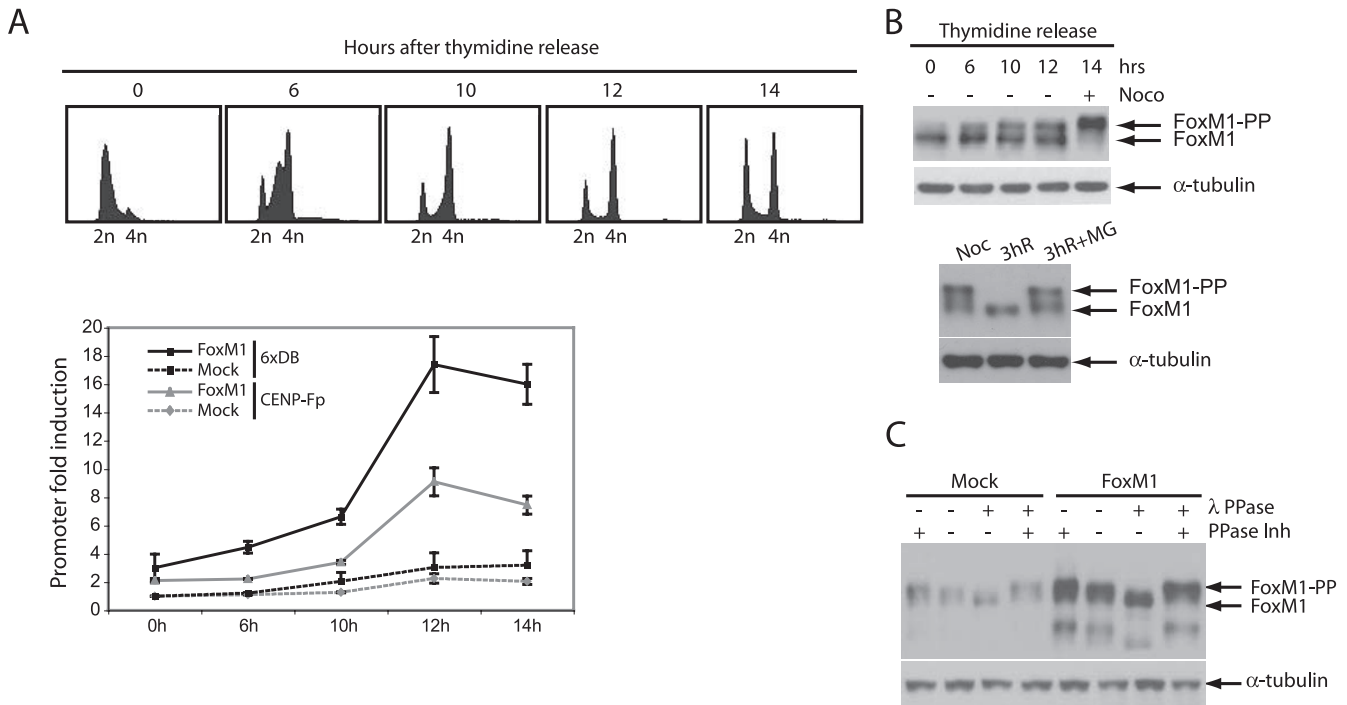 A
Hours after thymidine release
0 6 10 12 14
2n 4n 2n 4n 2n 4n 2n 4n 2n 4n
Promoter fold induction
20
18
16
14
12
10
8
6
4
2
0
FoxM1
Mock
6xDB
FoxM1
Mock
CENP-Fp
0h 6h 10h 12h 14h
B
Thymidine release
0 6 10 12 14 hrs
- - - - + Noco
FoxM1-PP
FoxM1
α-tubulin
Noc 3hR 3hR+MG
FoxM1-PP
FoxM1
α-tubulin
C
Mock FoxM1
- - + + - - + + λ PPase
+ - - + + - - + PPase Inh
FoxM1-PP
FoxM1
α-tubulin